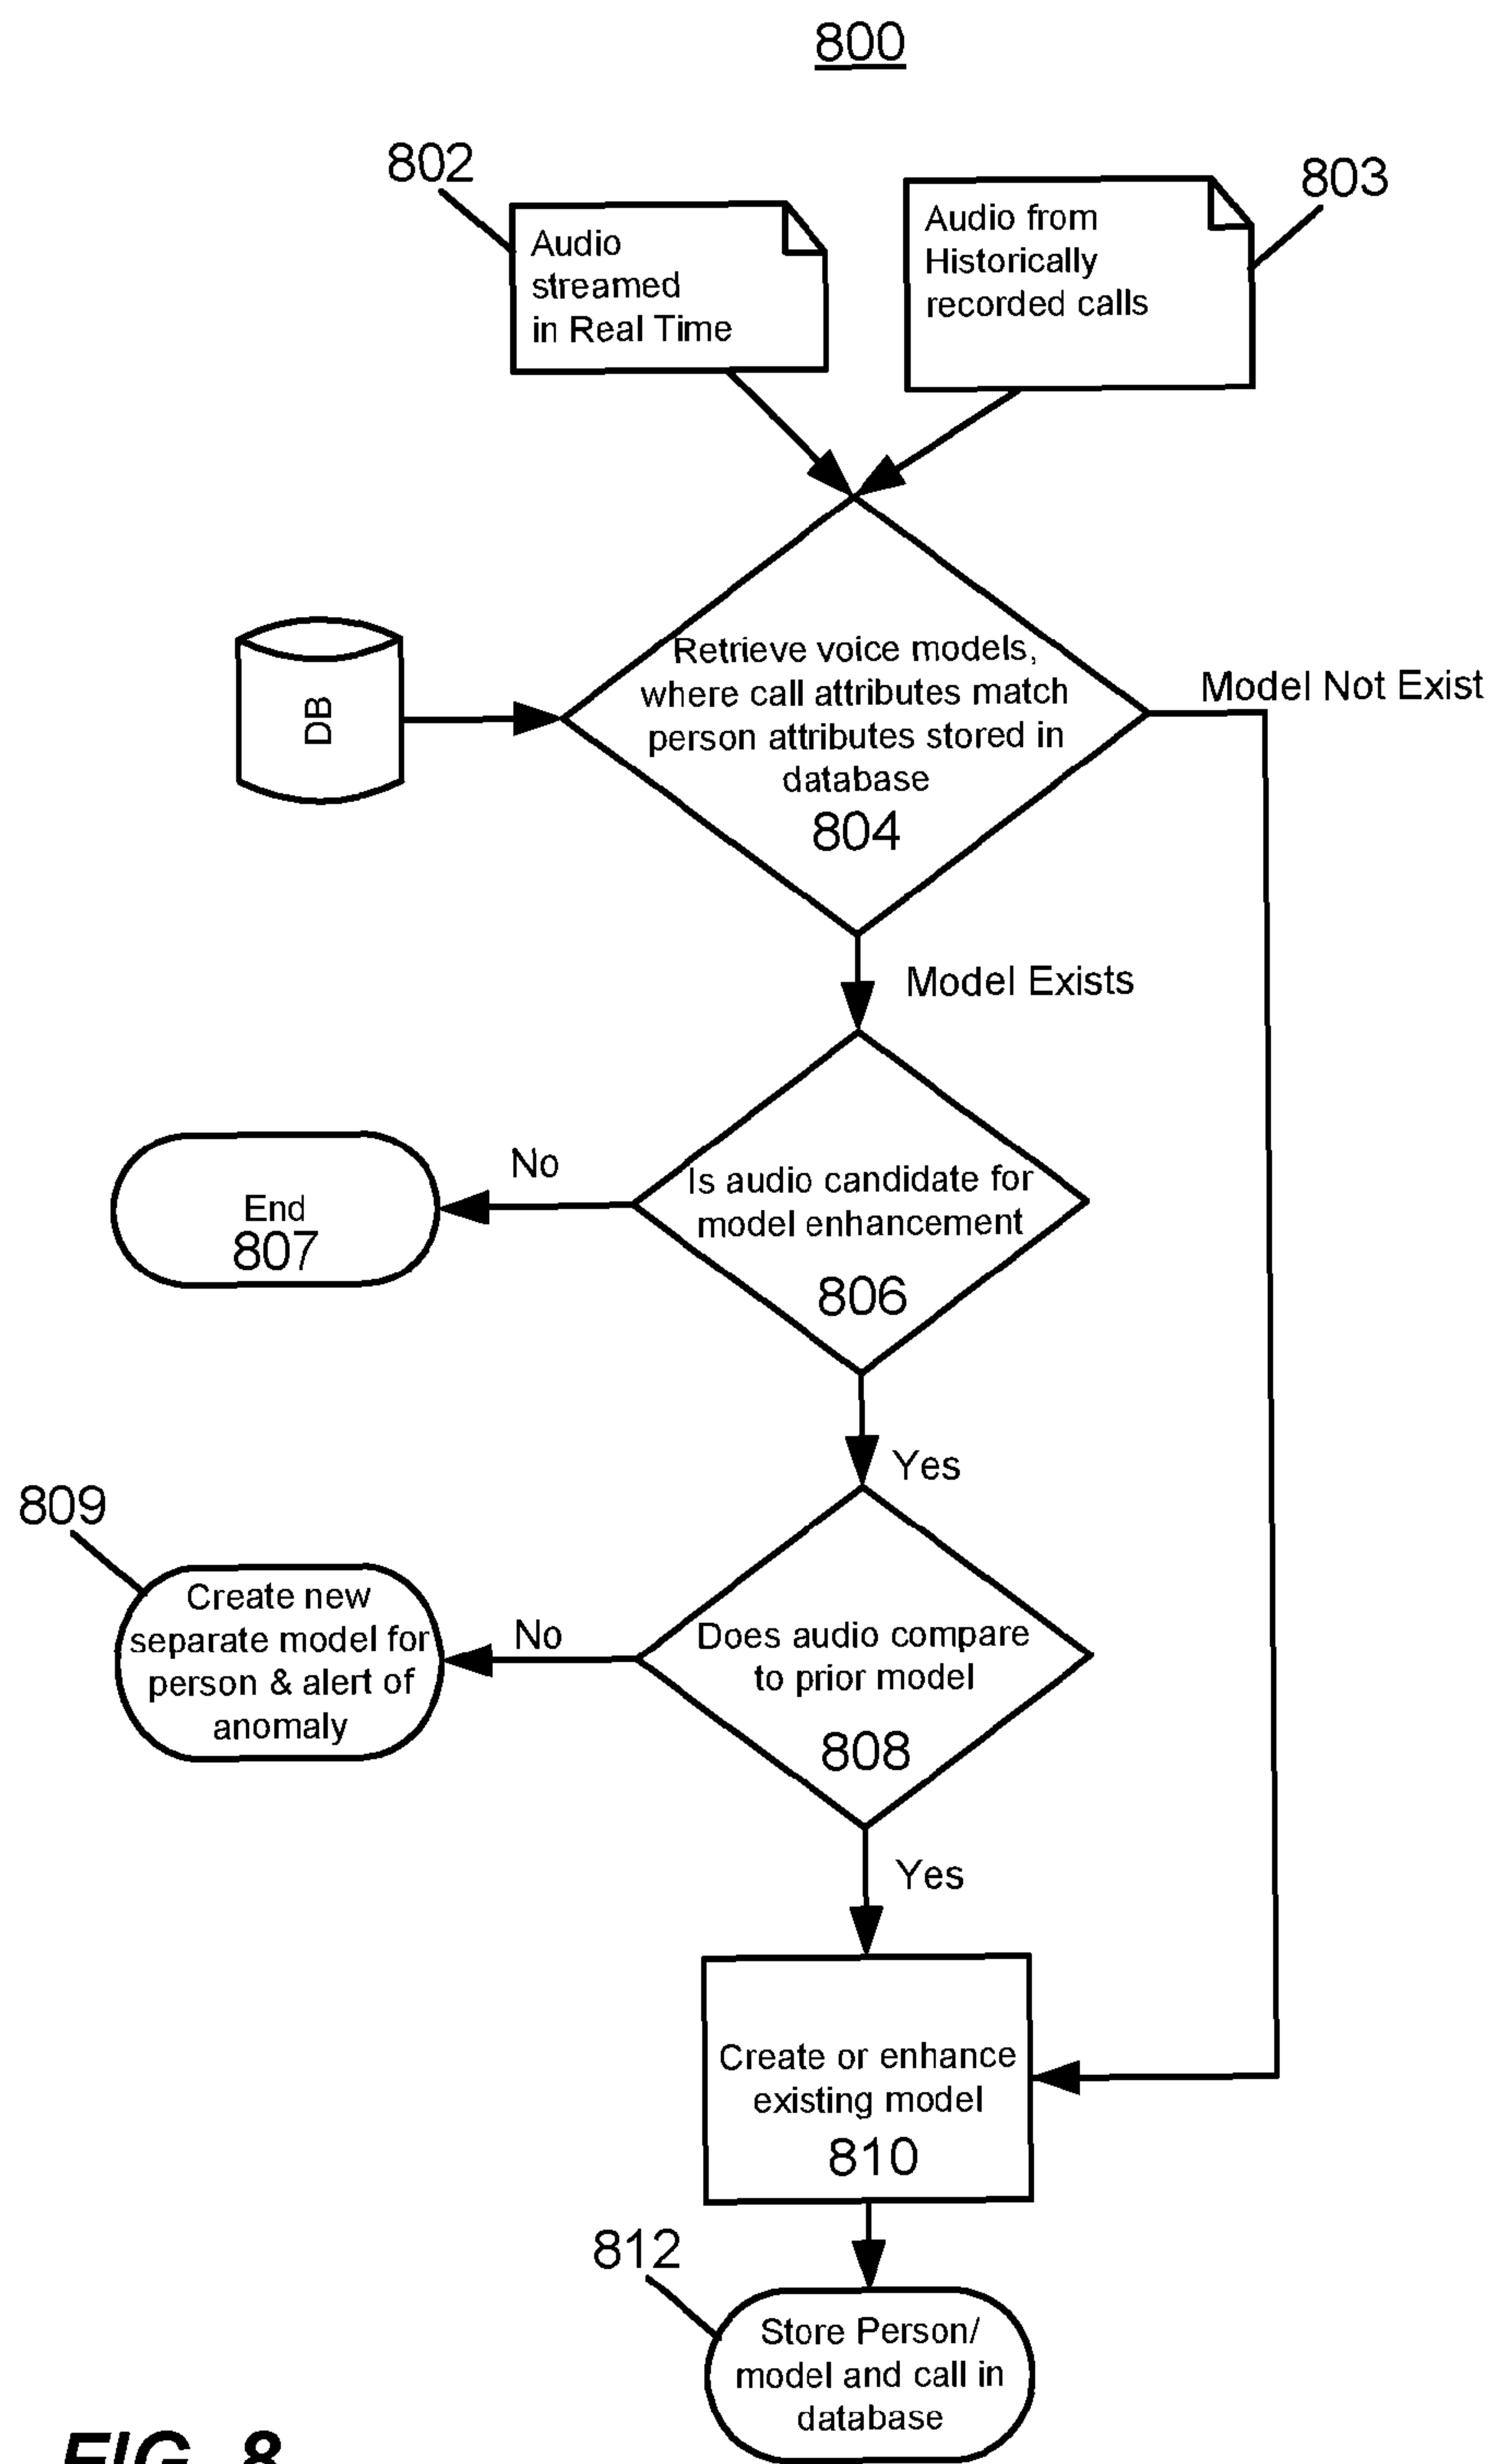 800
802
803
Audio
streamed
in Real Time
Audio from
Historically
recorded calls
Retrieve voice models,
where call attributes match
person attributes stored in
database
804
Model Not Exist
DB
Model Exists
No
Is audio candidate for
model enhancement
806
End
807
Yes
809
Create new
separate model for
person & alert of
anomaly
No
Does audio compare
to prior model
808
Yes
Create or enhance
existing model
810
812
Store Person/
model and call in
database
FIG. 8